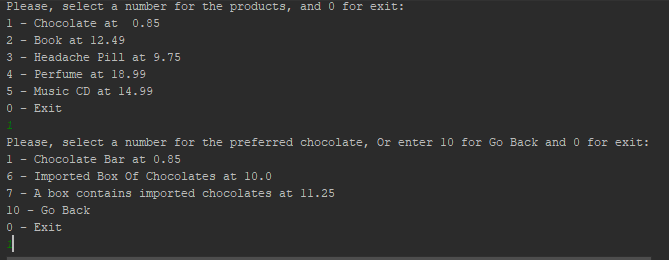 Please, select a number for the products, and 0 for exit:
1 - Chocolate at  0.85
2 - Book at 12.49
3 - Headache Pill at 9.75
4 - Perfume at 18.99
5 - Music CD at 14.99
0 - Exit
1
Please, select a number for the preferred chocolate, Or enter 10 for Go Back and 0 for exit:
1 - Chocolate Bar at 0.85
6 - Imported Box Of Chocolates at 10.0
7 - A box contains imported chocolates at 11.25
10 - Go Back
0 - Exit
1